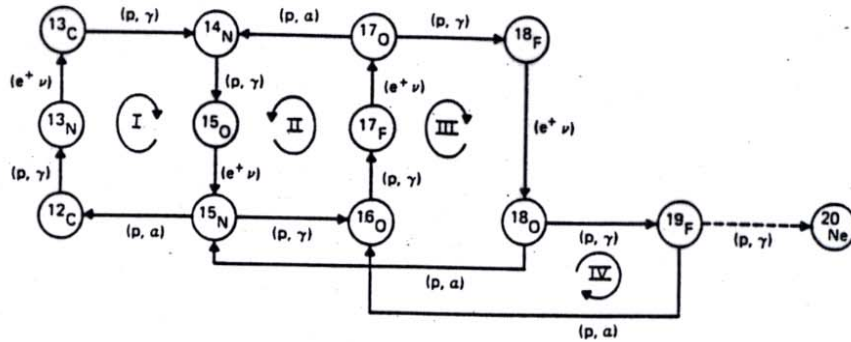 13C (p, γ) 14N (p, α) 17O (p, γ) 18F
(e+ ν) (p, γ) (e+ ν)
13N I 15O II 17F III (e+ ν)
(p, γ) (e+ ν) (p, γ)
12C 15N 16O 18O 19F 20Ne
(p, α) (p, γ) (p, γ) (p, γ)
(p, α) IV
(p, α)